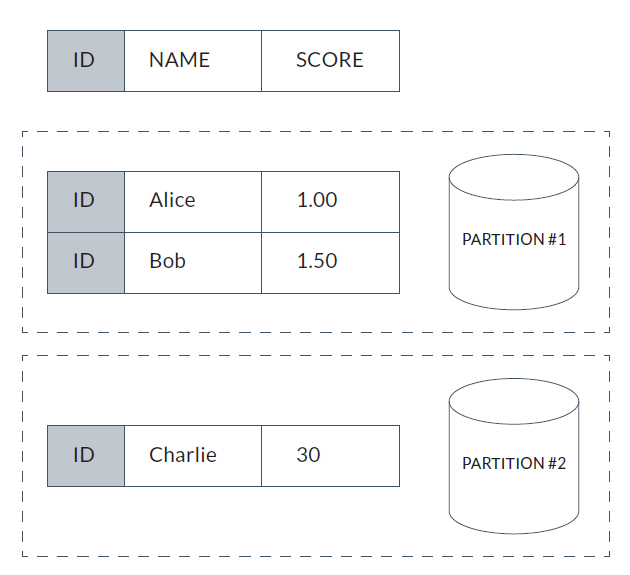 ID NAME SCORE
ID Alice 1.00
PARTITION #1
ID Bob 1.50
ID Charlie 30
PARTITION #2